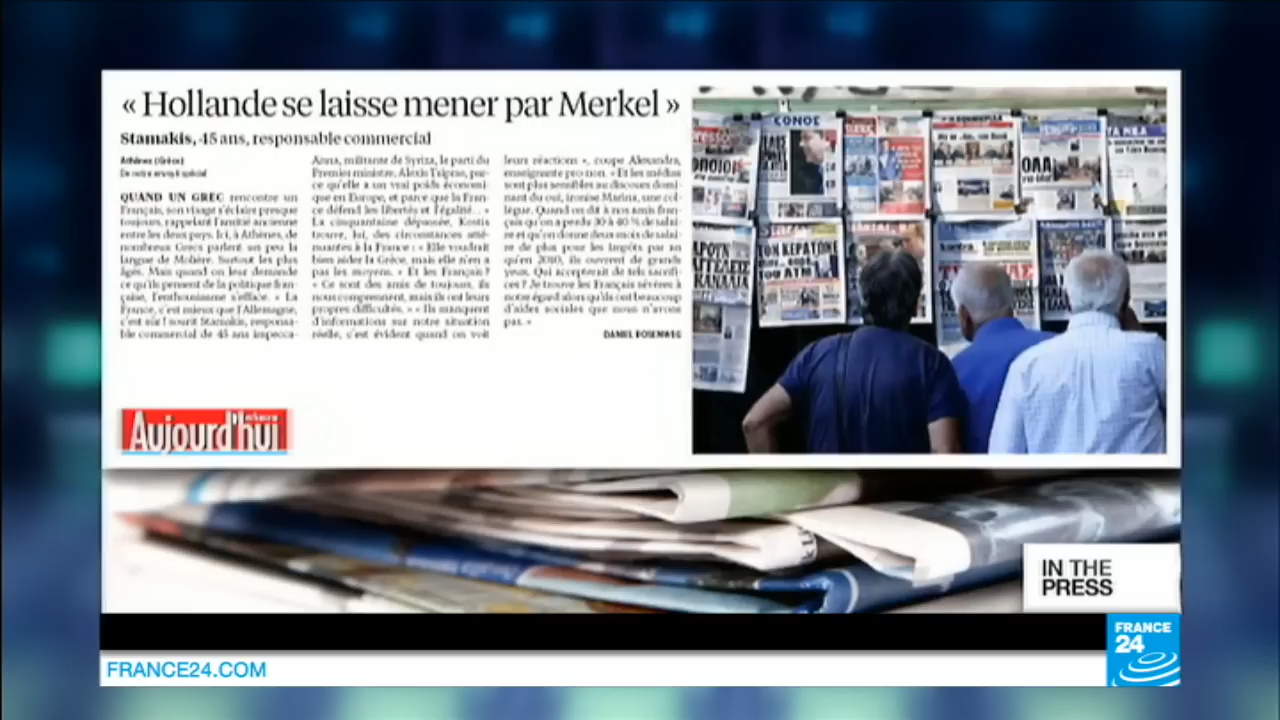 « Hollande se laisse mener par Merkel »
Stamakis, 45 ans, responsable commercial
Athènes (Grèce)
De notre envoyé spécial
QUAND UN GREC rencontre un
Français, son visage s'éclaire presque
toujours, rappelant l'amitié ancienne
entre les deux pays. Ici, à Athènes, de
nombreux Grecs parlent un peu la
langue de Molière. Surtout les plus
âgés. Mais quand on leur demande
ce qu'ils pensent de la politique fran-
çaise, l'enthousiasme s'efface. « La
France, c'est mieux que l'Allemagne,
c'est sûr ! sourit Stamakis, responsa-
ble commercial de 45 ans impecca-
Anna, militante de Syriza, le parti du
Premier ministre, Alexis Tsipras, par-
ce qu'elle a un vrai poids économi-
que en Europe, et parce que la Fran-
ce défend les libertés et l'égalité... »
La cinquantaine dépassée, Kostis
trouve, lui, des circonstances atté-
nuantes à la France : « Elle voudrait
bien aider la Grèce, mais elle n'en a
pas les moyens. » Et les Français ?
« Ce sont des amis de toujours, ils
nous comprennent, mais ils ont leurs
propres difficultés. » « Ils manquent
d'informations sur notre situation
réelle, c'est évident quand on voit
leurs réactions », coupe Alexandra,
enseignante pro non. « Et les médias
sont plus sensibles au discours domi-
nant du oui, ironise Marina, une col-
lègue. Quand on dit à nos amis fran-
çais qu'on a perdu 30 à 40 % de salai-
re et qu'on donne deux mois de salai-
re de plus pour les impôts par an
qu'en 2010, ils ouvrent de grands
yeux. Qui accepterait de tels sacrifi-
ces ? Je trouve les Français sévères à
notre égard alors qu'ils ont beaucoup
d'aides sociales que nous n'avons
pas. »
DANIEL ROSENWEG
Aujourd'hui
ΕΘΝΟΣ
ΟΛΑ
ΤΟΝ ΚΕΡΑΤΩΝΕ
ΤΟΥ ΑΤΜ
IN THE
PRESS
FRANCE
24
FRANCE24.COM